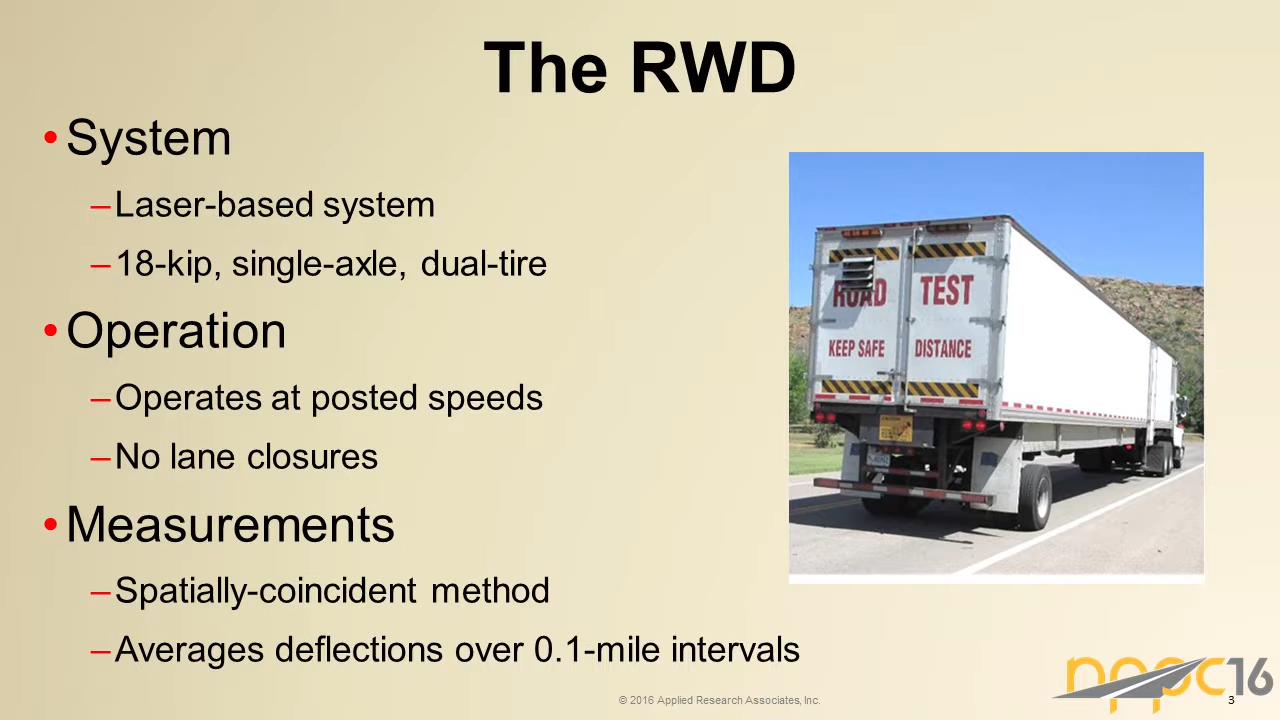 The RWD
• System
– Laser-based system
– 18-kip, single-axle, dual-tire
• Operation
– Operates at posted speeds
– No lane closures
• Measurements
– Spatially-coincident method
– Averages deflections over 0.1-mile intervals
ROAD TEST
KEEP SAFE DISTANCE
© 2016 Applied Research Associates, Inc.
nppc16
3